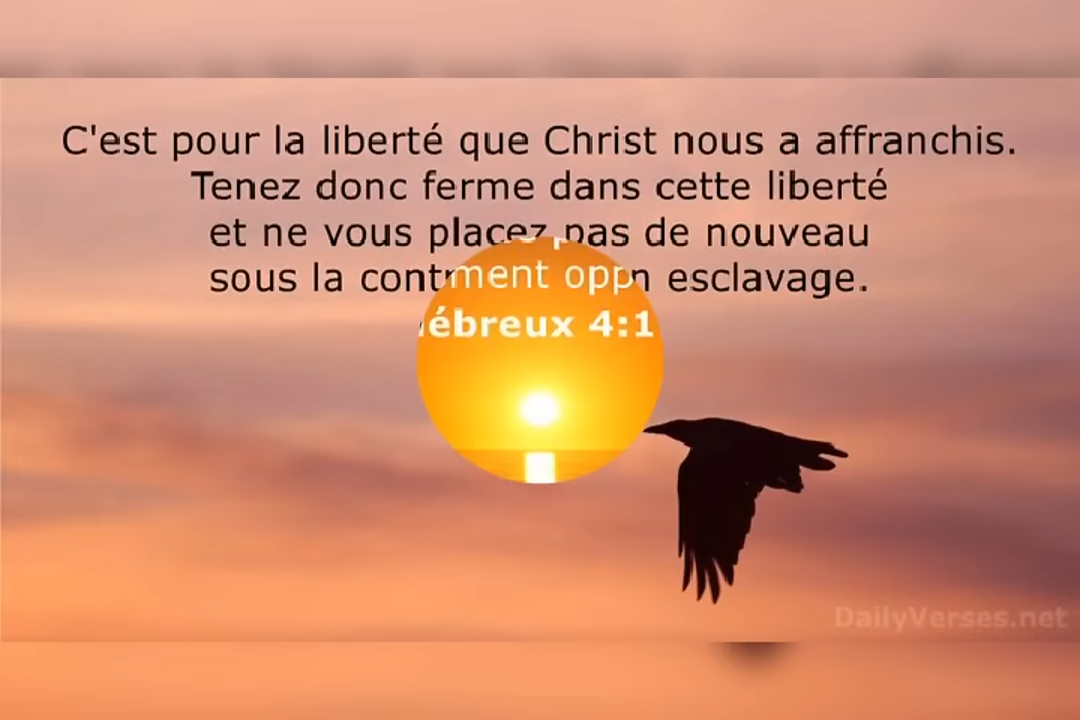 C'est pour la liberté que Christ nous a affranchis.
Tenez donc ferme dans cette liberté
et ne vous placez pas de nouveau
sous la esclavage.
ment
4:1
DailyVerses.net